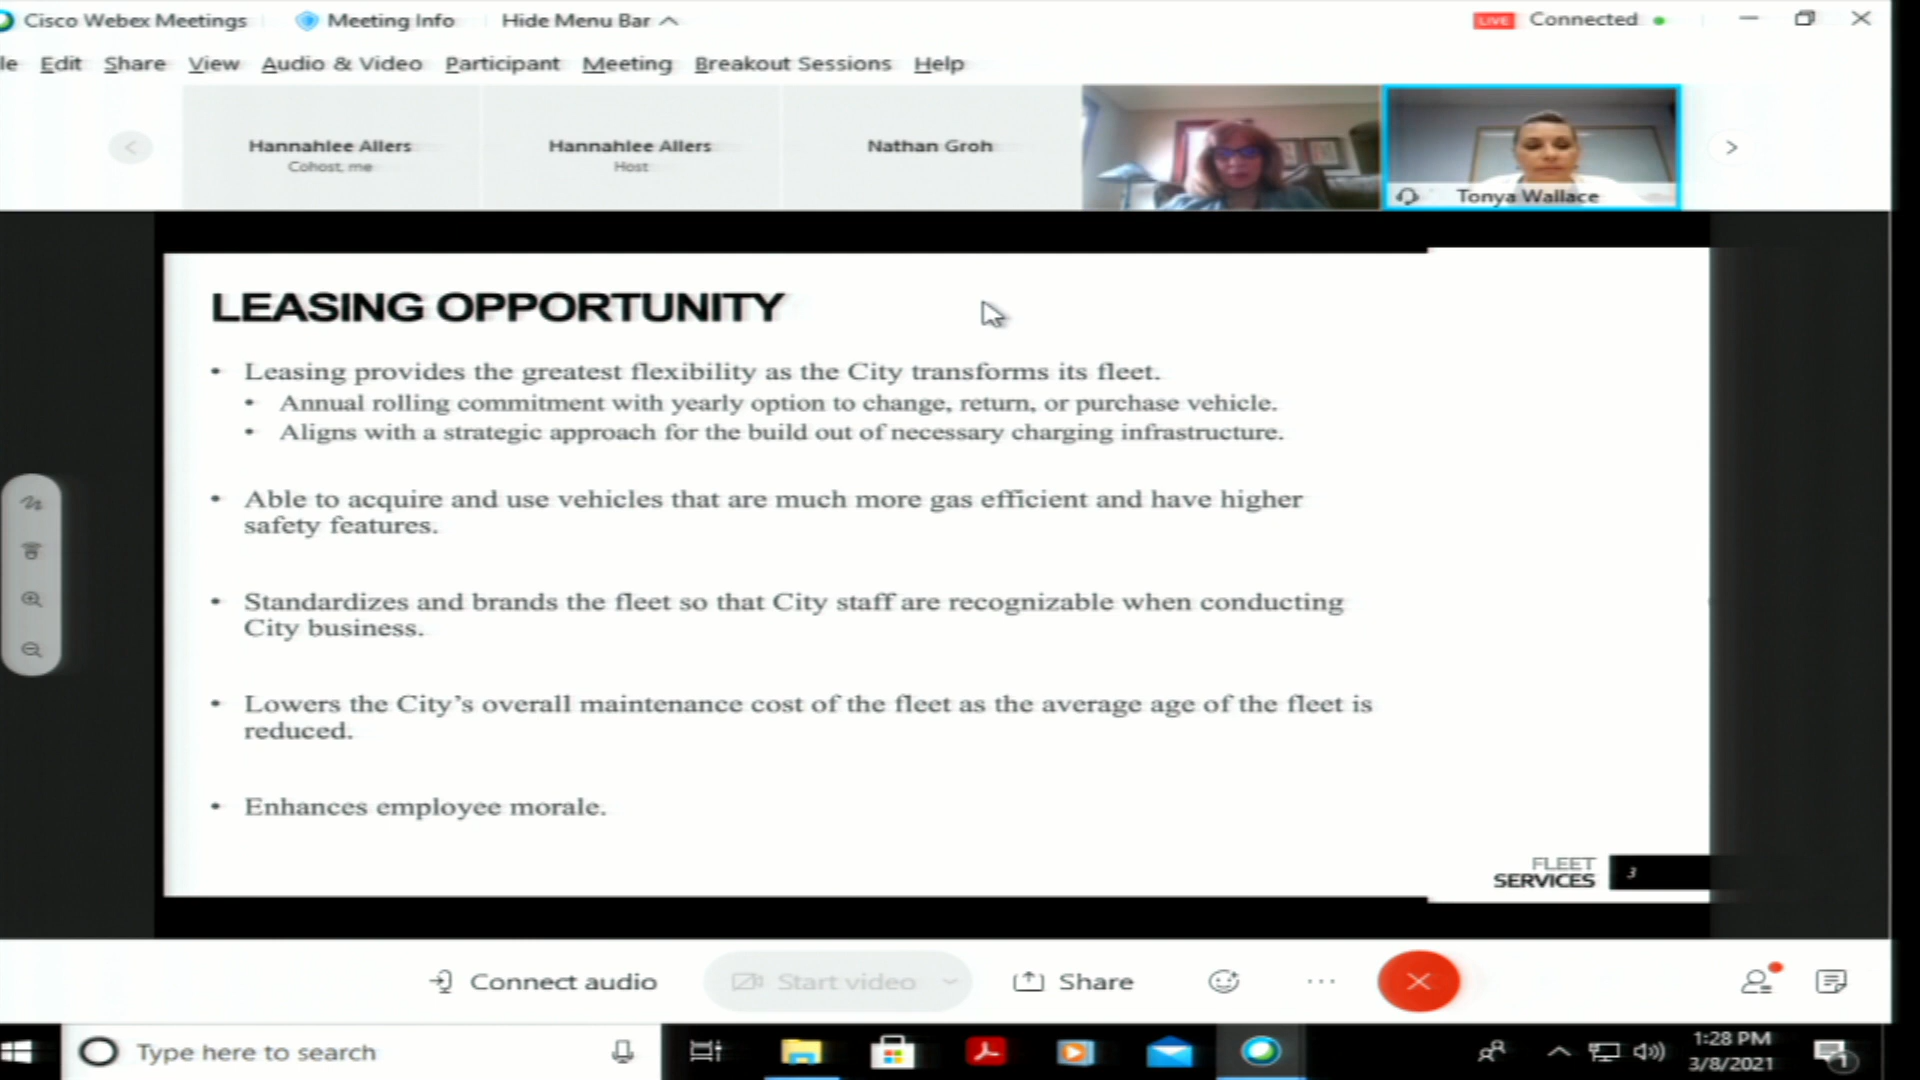 Cisco Webex Meetings Meeting Info Hide Menu Bar LIVE Connected
le Edit Share View Audio & Video Participant Meeting Breakout Sessions Help
Hannahlee Allers
Cohost, me
Hannahlee Allers
Host
Nathan Groh
Tonya Wallace
LEASING OPPORTUNITY
• Leasing provides the greatest flexibility as the City transforms its fleet.
• Annual rolling commitment with yearly option to change, return, or purchase vehicle.
• Aligns with a strategic approach for the build out of necessary charging infrastructure.
• Able to acquire and use vehicles that are much more gas efficient and have higher
safety features.
• Standardizes and brands the fleet so that City staff are recognizable when conducting
City business.
• Lowers the City's overall maintenance cost of the fleet as the average age of the fleet is
reduced.
• Enhances employee morale.
FLEET
SERVICES 3
Connect audio Start video Share
Type here to search
1:28 PM
3/8/2021
1